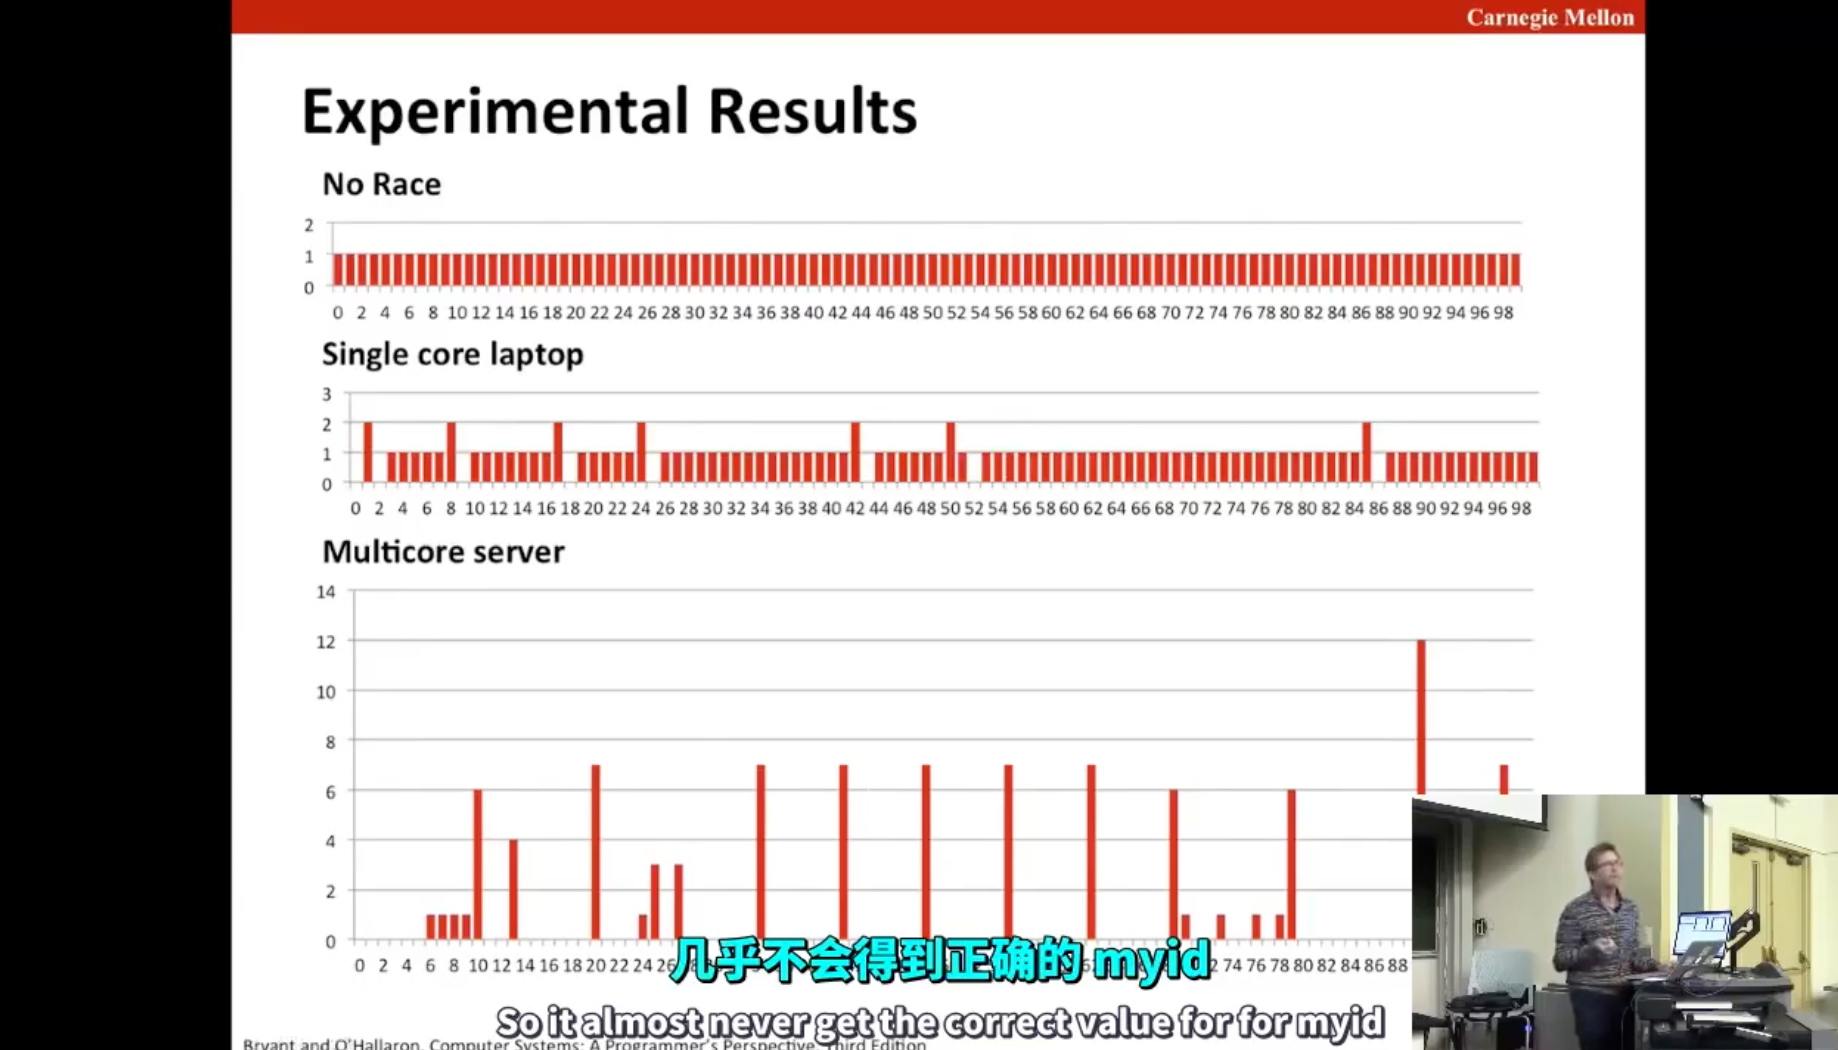 Carnegie Mellon
Experimental Results
No Race
2
1
0
0 2 4 6 8 10 12 14 16 18 20 22 24 26 28 30 32 34 36 38 40 42 44 46 48 50 52 54 56 58 60 62 64 66 68 70 72 74 76 78 80 82 84 86 88 90 92 94 96 98
Single core laptop
3
2
1
0
0 2 4 6 8 10 12 14 16 18 20 22 24 26 28 30 32 34 36 38 40 42 44 46 48 50 52 54 56 58 60 62 64 66 68 70 72 74 76 78 80 82 84 86 88 90 92 94 96 98
Multicore server
14
12
10
8
6
4
2
0
0 2 4 6 8 10 12 14 16 18 20 22 24 74 76 78 80 82 84 86 88
几乎不会得到正确的 myid
So it almost never get the correct value for for myid
Bryant and O'Hallaron, Computer Systems: A Programmer's Perspective, Third Edition